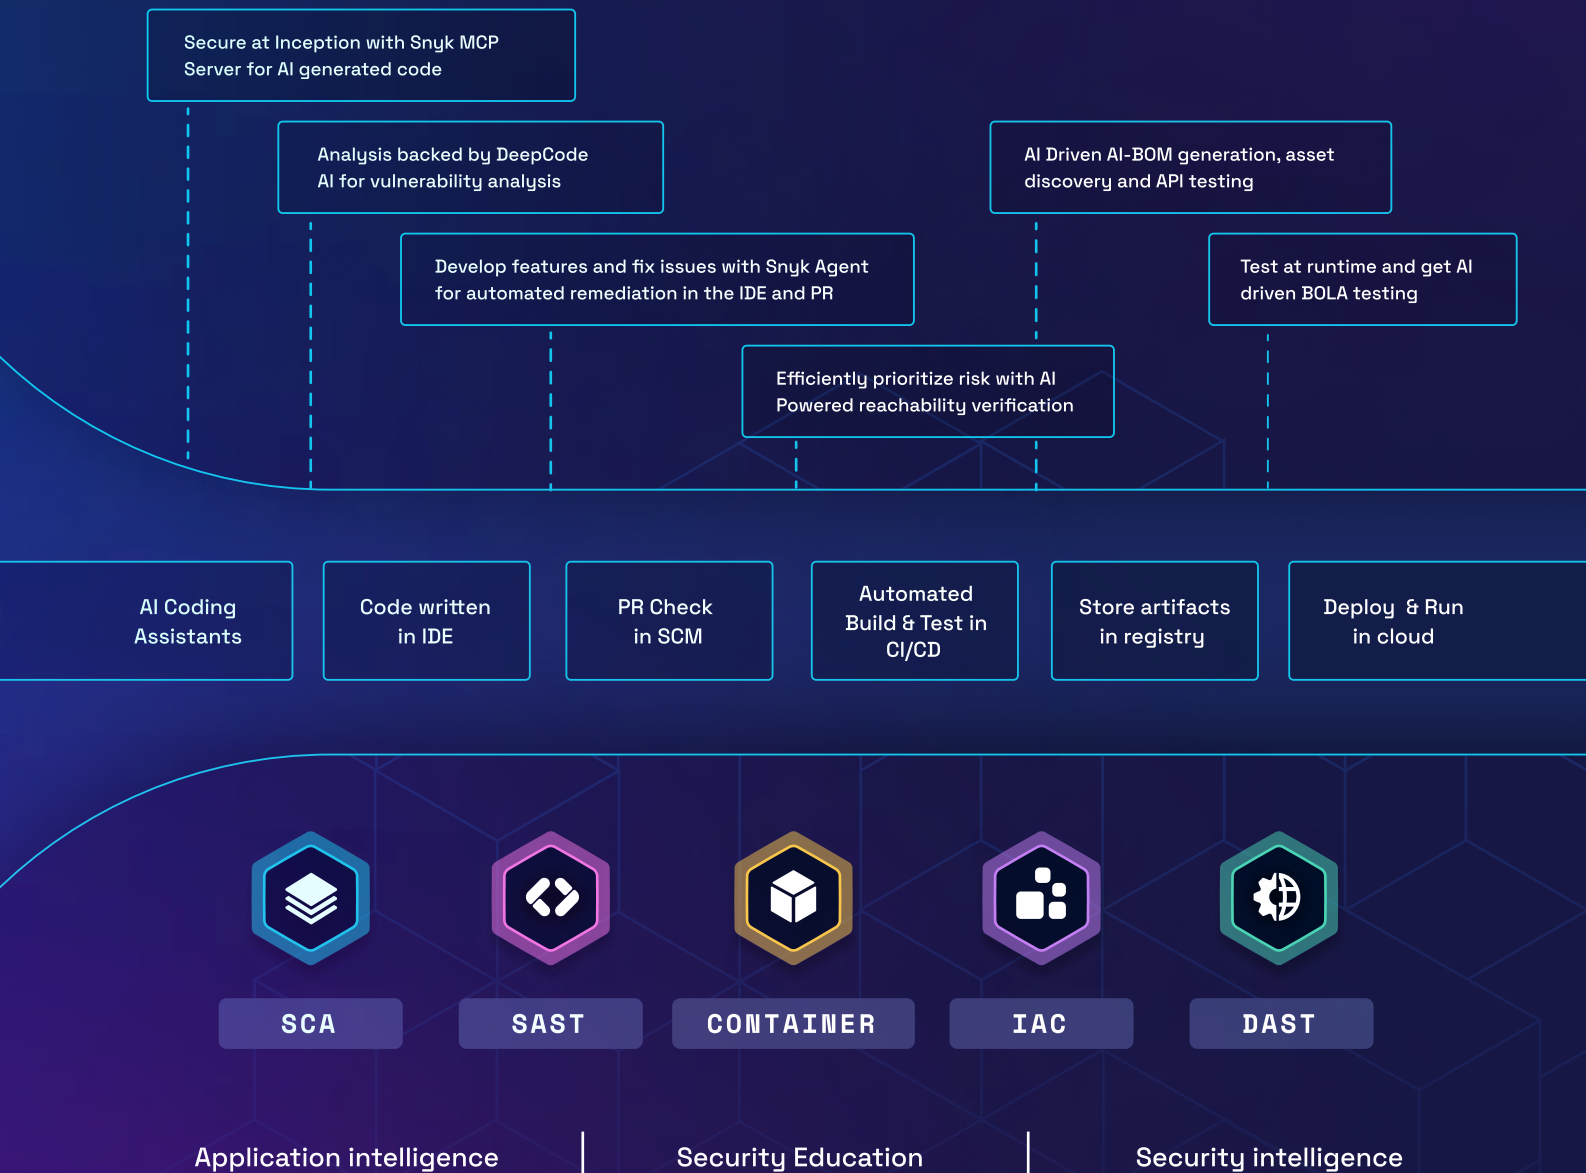 Secure at Inception with Snyk MCP
Server for AI generated code
Analysis backed by DeepCode
AI for vulnerability analysis
AI Driven AI-BOM generation, asset
discovery and API testing
Develop features and fix issues with Snyk Agent
for automated remediation in the IDE and PR
Test at runtime and get AI
driven BOLA testing
Efficiently prioritize risk with AI
Powered reachability verification
AI Coding
Assistants
Code written
in IDE
PR Check
in SCM
Automated
Build & Test in
CI/CD
Store artifacts
in registry
Deploy & Run
in cloud
SCA
SAST
CONTAINER
IAC
DAST
Application intelligence
Security Education
Security intelligence